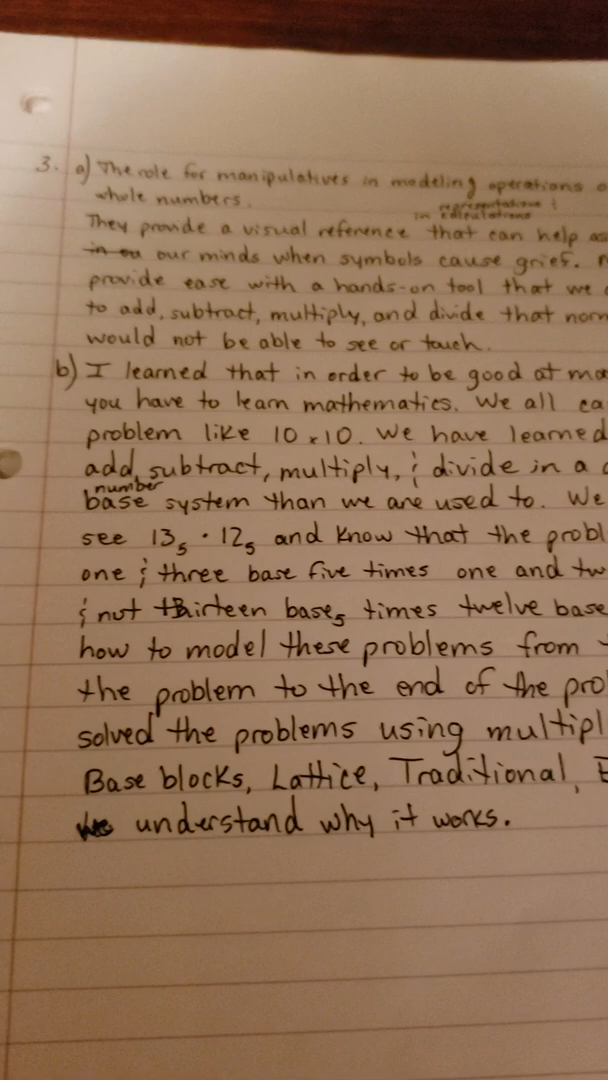 3. a) The role for manipulatives in modeling operations o
whole numbers.
representations &
in calculations
They provide a visual reference that can help as
in ou our minds when symbols cause grief.
provide ease with a hands-on tool that we
to add, subtract, multiply, and divide that norm
would not be able to see or touch.
b) I learned that in order to be good at ma
you have to learn mathematics. We all ca
problem like 10 x 10. We have learned
add, subtract, multiply, & divide in a
number
base system than we are used to. We
see 13₅ · 12₅ and know that the probl
one & three base five times one and tw
& not thirteen base₅ times twelve base
how to model these problems from
the problem to the end of the pro
solved the problems using multipl
Base blocks, Lattice, Traditional, E
understand why it works.